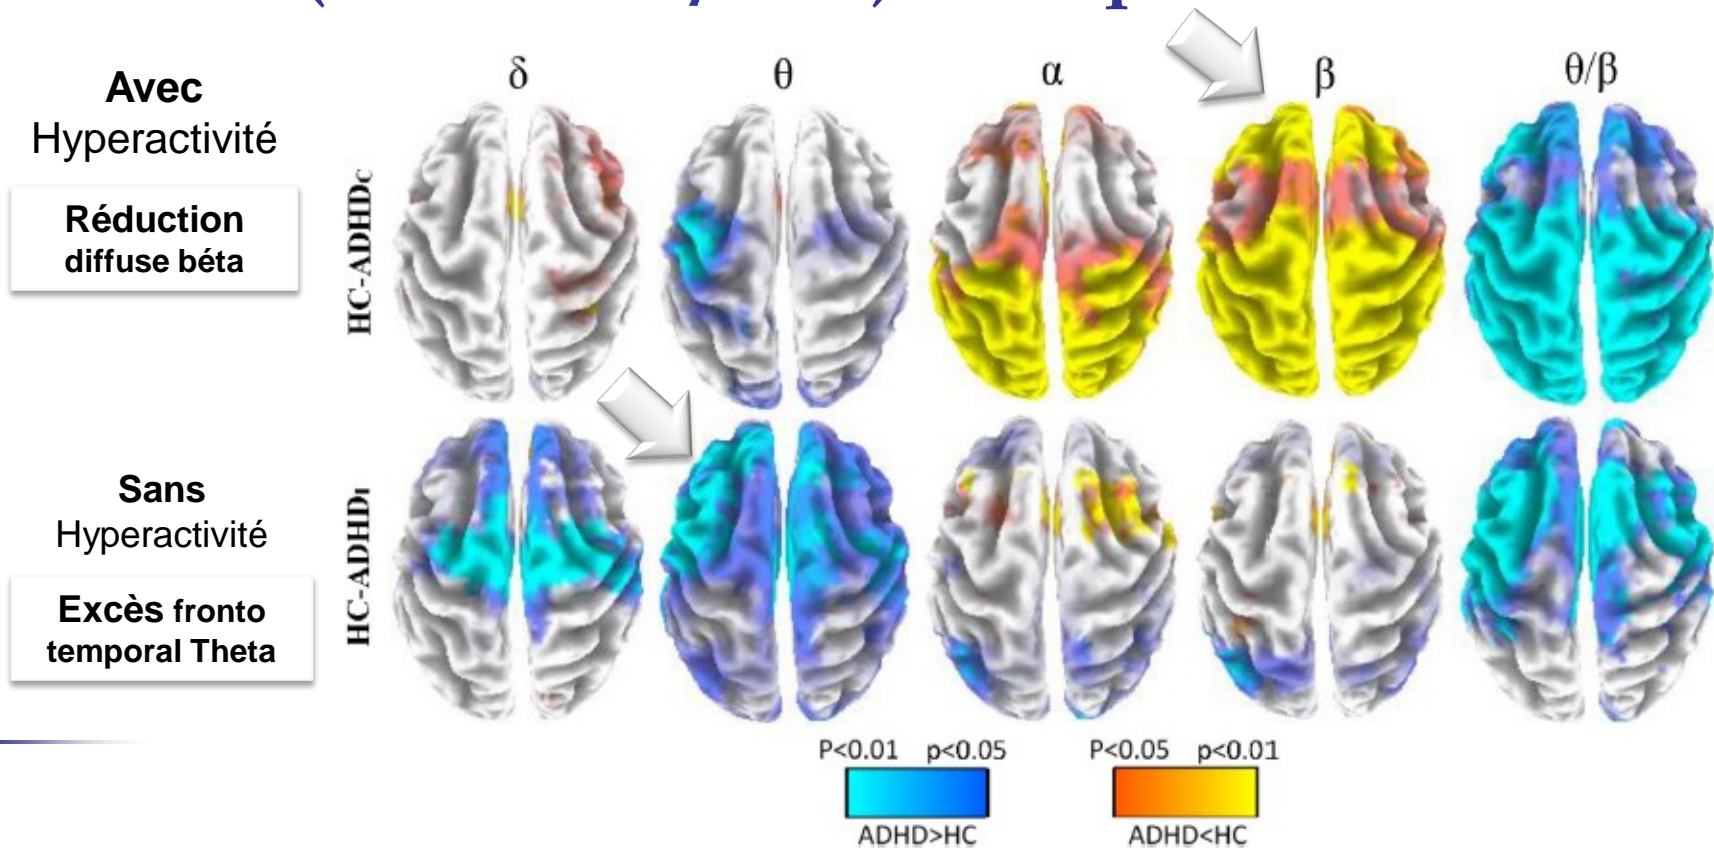 δ θ α β θ/β
Avec
Hyperactivité
Réduction
diffuse béta
HC-ADHDC
Sans
Hyperactivité
Excès fronto
temporal Theta
HC-ADHDI
P<0.01 p<0.05
ADHD>HC
P<0.05 p<0.01
ADHD<HC